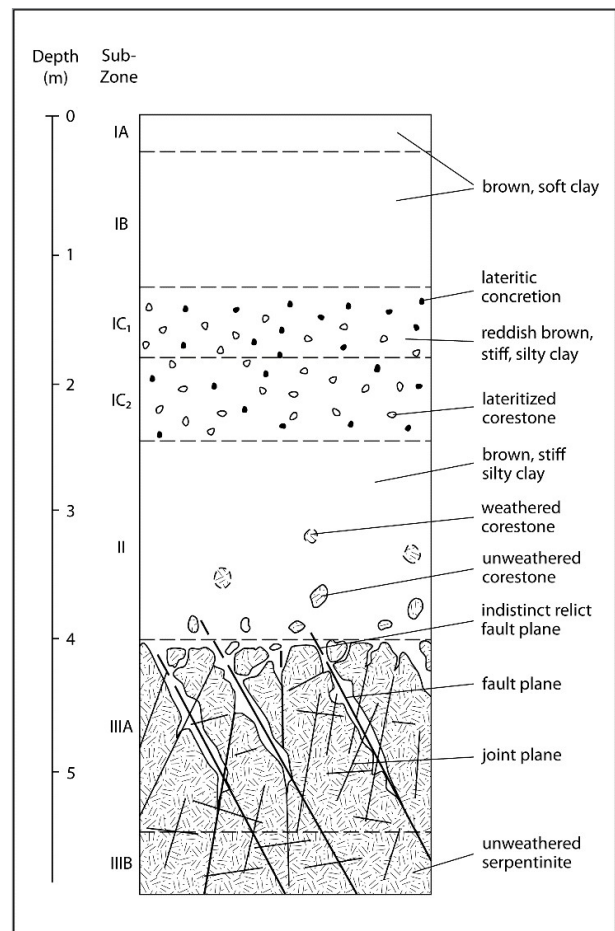 Depth
(m)
Sub-
Zone
0
1
2
3
4
5
IA
IB
IC₁
IC₂
II
IIIA
IIIB
brown, soft clay
lateritic
concretion
reddish brown,
stiff, silty clay
lateritized
corestone
brown, stiff
silty clay
weathered
corestone
unweathered
corestone
indistinct relict
fault plane
fault plane
joint plane
unweathered
serpentinite